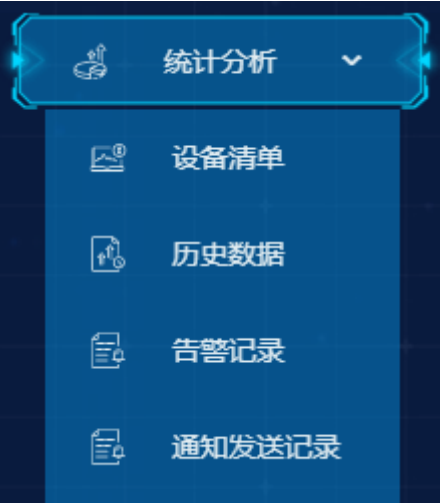 统计分析
设备清单
历史数据
告警记录
通知发送记录